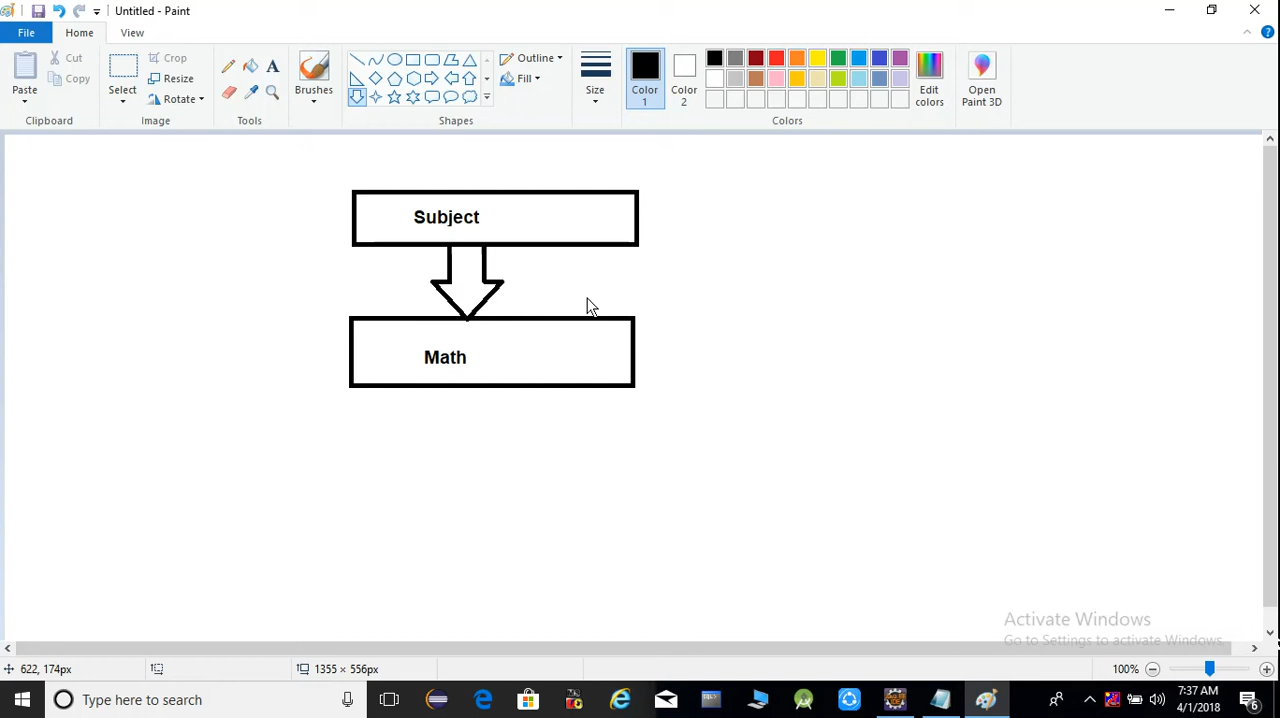 Untitled - Paint
File
Home
View
Paste
Cut
Copy
Clipboard
Select
Crop
Resize
Rotate
Image
A
Tools
Brushes
Outline
Fill
Shapes
Size
Color
1
Color
2
Edit
colors
Colors
Open
Paint 3D
Subject
Math
Activate Windows
Go to Settings to activate Windows.
622, 174px
1355 × 556px
100%
Type here to search
7:37 AM
4/1/2018
6